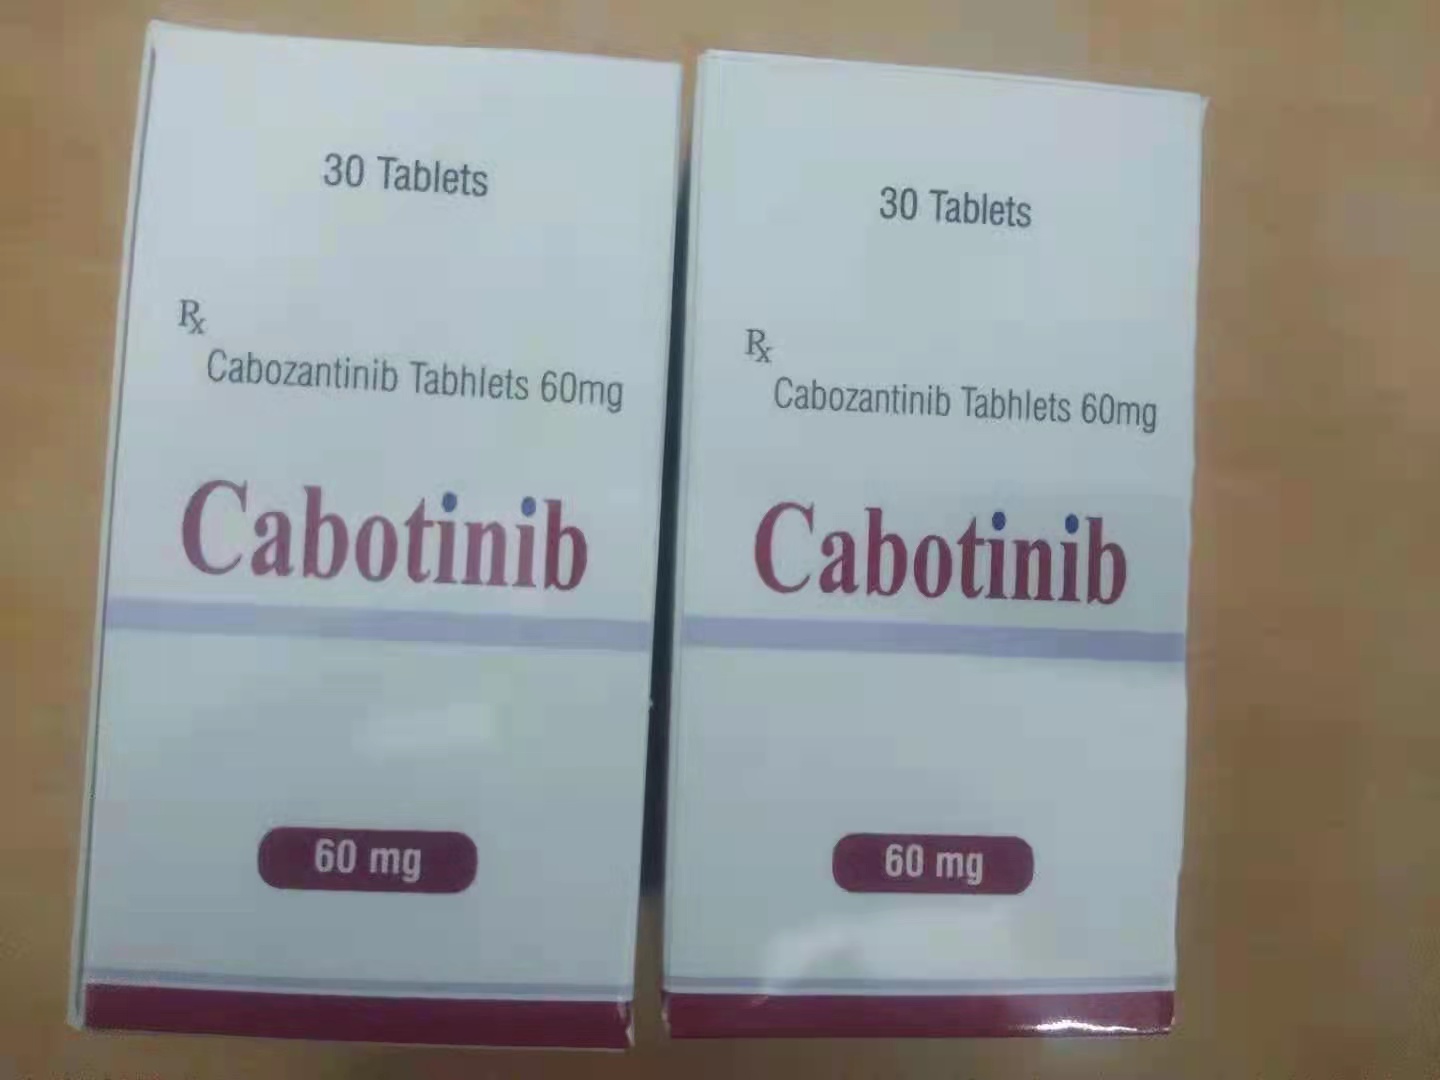 30 Tablets
Rx
Cabozantinib Tabhlets 60mg
Cabotinib
60 mg
30 Tablets
Rx
Cabozantinib Tabhlets 60mg
Cabotinib
60 mg